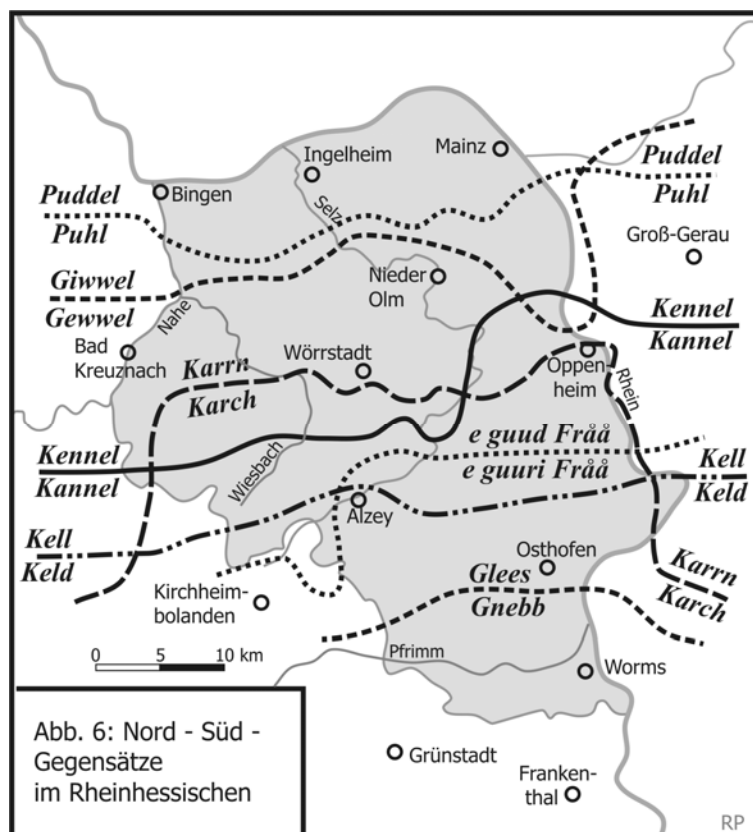 Puddel
Puhl
Bingen
Ingelheim
Mainz
Puddel
Puhl
Selz
Groß-Gerau
Giwwel
Gewwel
Nahe
Nieder
Olm
Kennel
Kannel
Bad
Kreuznach
Karrn
Karch
Wörrstadt
Oppen-
heim
Rhein
Kennel
Kannel
Wiesbach
e guud Fråå
e guuri Fråå
Kell
Keld
Kell
Keld
Alzey
Osthofen
Karrn
Karch
Kirchheim-
bolanden
Glees
Gnebb
0 5 10 km
Pfrimm
Worms
Abb. 6: Nord - Süd -
Gegensätze
im Rheinhessischen
Grünstadt
Franken-
thal
RP